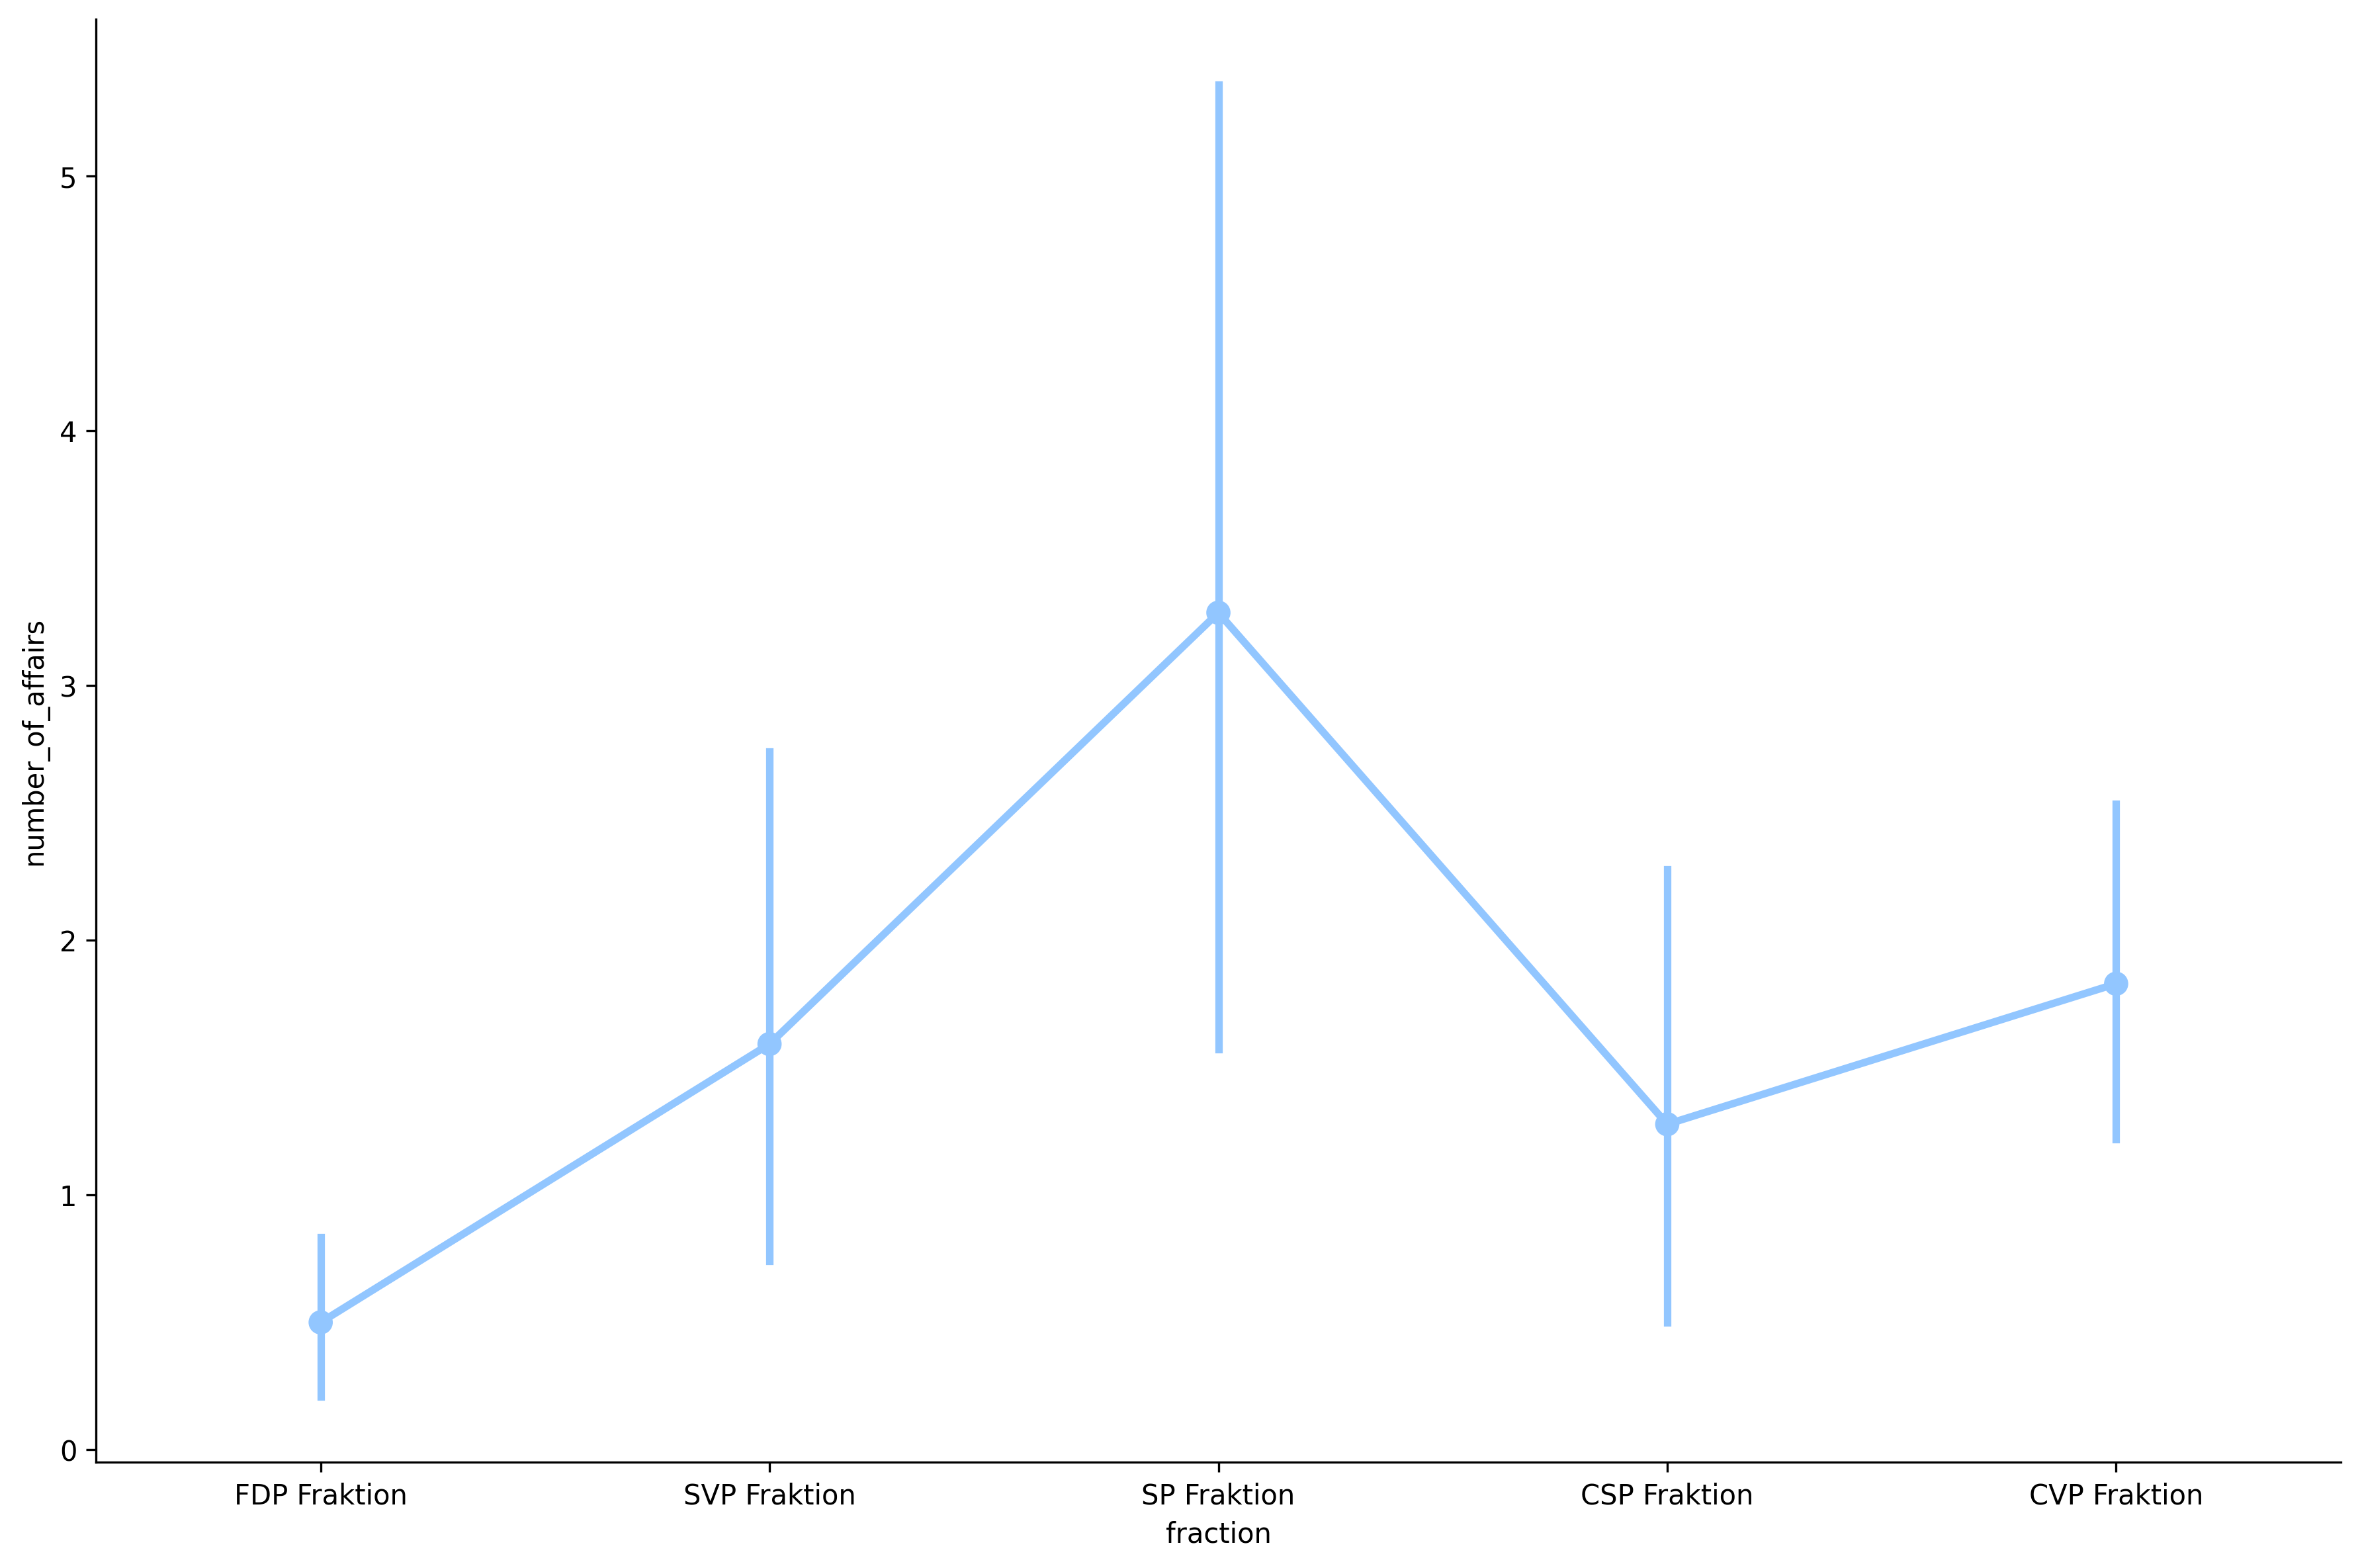 number_of_affairs
5
4
3
2
1
0
FDP Fraktion
SVP Fraktion
SP Fraktion
CSP Fraktion
CVP Fraktion
fraction